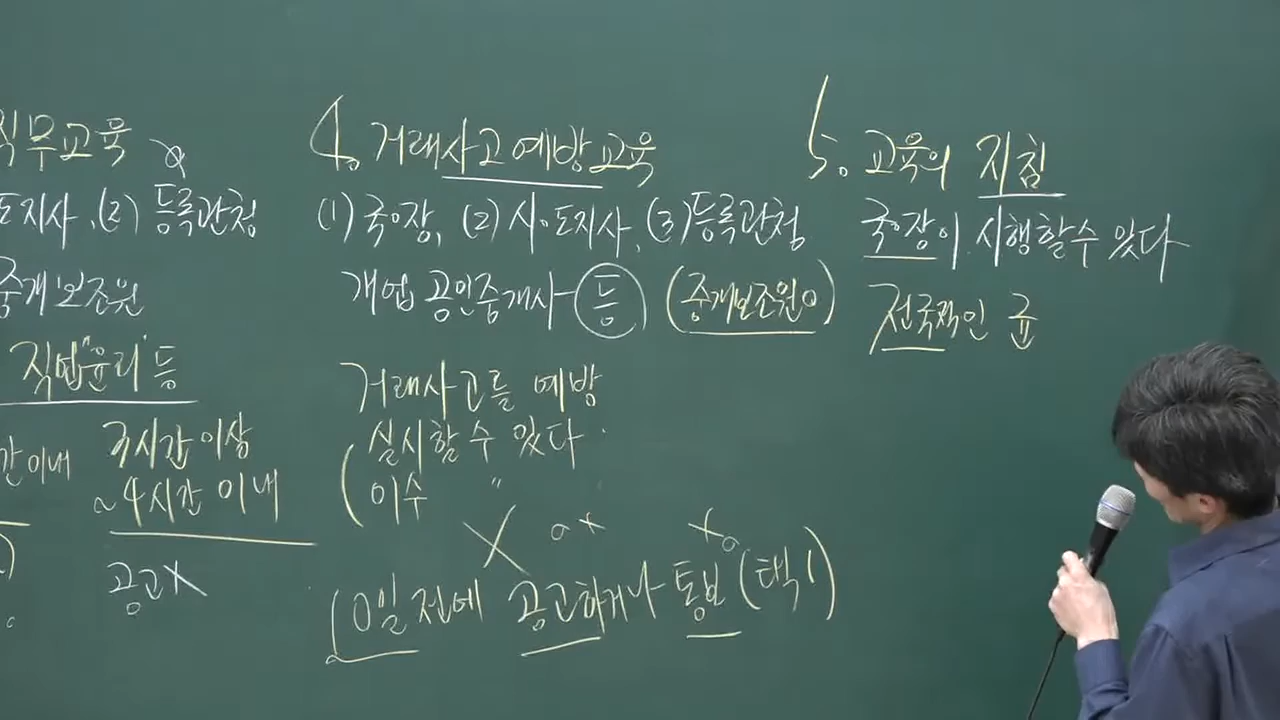 직무교육
도지사, (2) 등록관청
중개보조원
직업윤리 등
간 이내 3시간 이상
~4시간 이내
공고X
4. 거래사고예방교육
(1) 국장, (2) 시·도지사, (3) 등록관청
개업 공인중개사 등 (중개보조원o)
거래사고를 예방
실시할 수 있다.
(이수 〃
X o x x o
10일 전에 공고하거나 통보 (택1)
5. 교육의 지침
국장이 시행할수 있다
전국적인 균